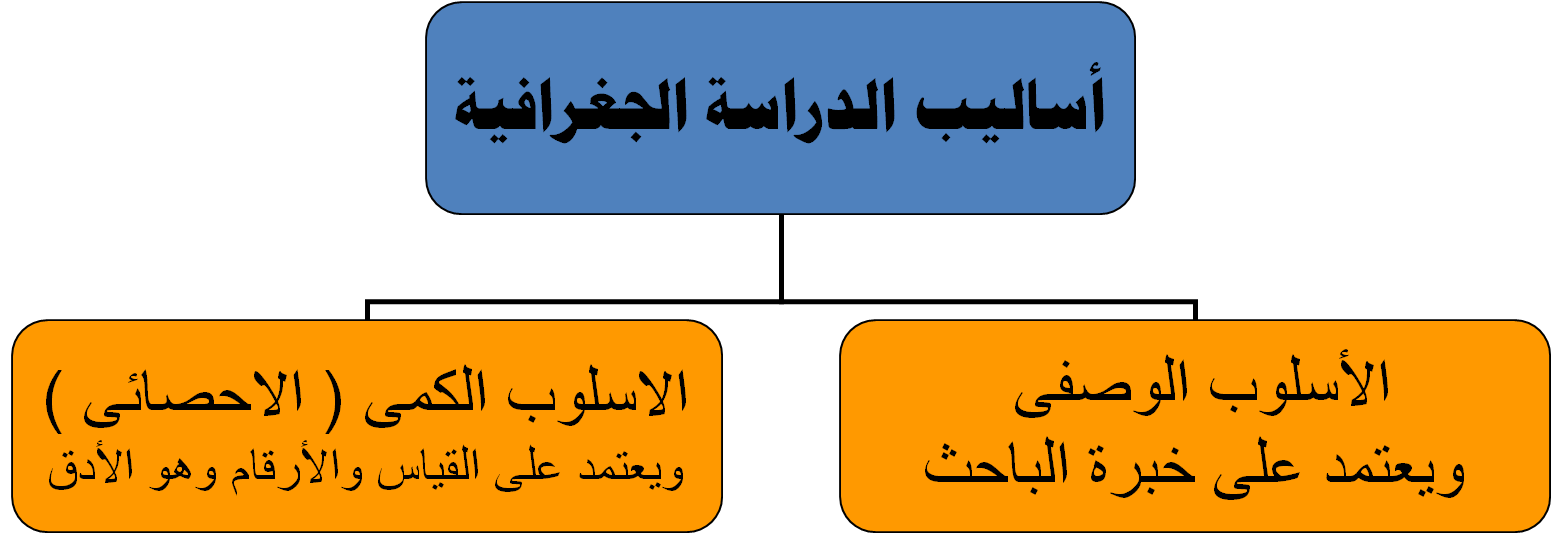 أساليب الدراسة الجغرافية
الأسلوب الوصفى
ويعتمد على خبرة الباحث
الاسلوب الكمى ( الاحصائى )
ويعتمد على القياس والأرقام وهو الأدق